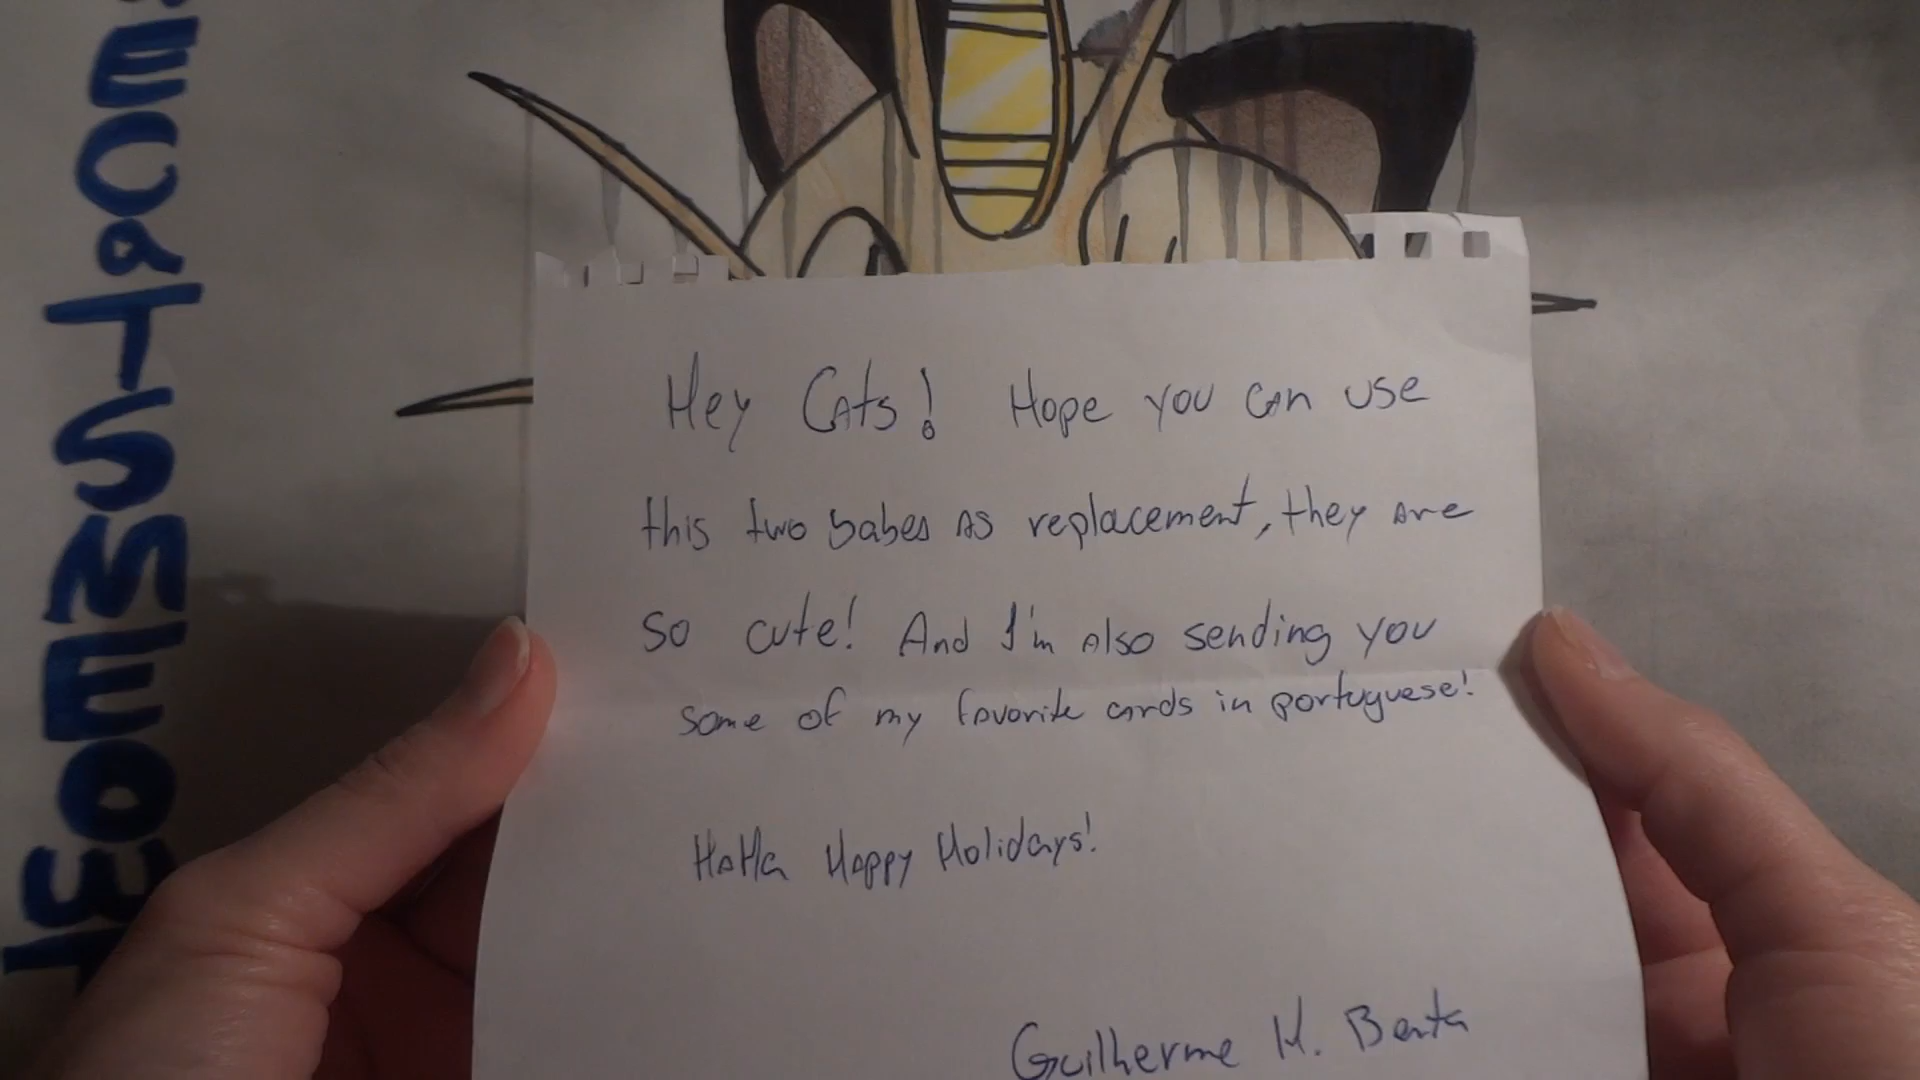 Hey Cats! Hope you can use
this two babes as replacement, they are
so cute! And I'm also sending you
some of my favorite cards in portuguese!
HaHa Happy Holidays!
Guilherme